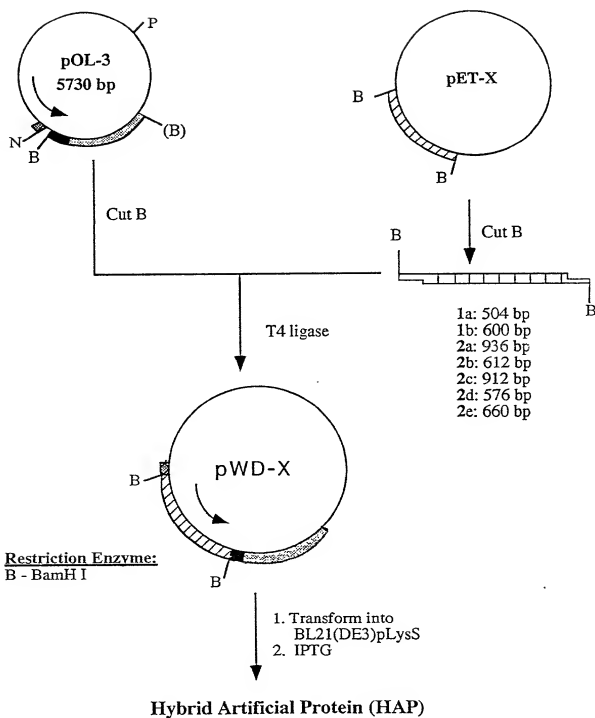 P
pOL-3
5730 bp
(B)
N
B
pET-X
B
B
Cut B
Cut B
B
B
1a: 504 bp
1b: 600 bp
2a: 936 bp
2b: 612 bp
2c: 912 bp
2d: 576 bp
2e: 660 bp
T4 ligase
pWD-X
B
B
Restriction Enzyme:
B - BamH I
1. Transform into
BL21(DE3)pLysS
2. IPTG
Hybrid Artificial Protein (HAP)